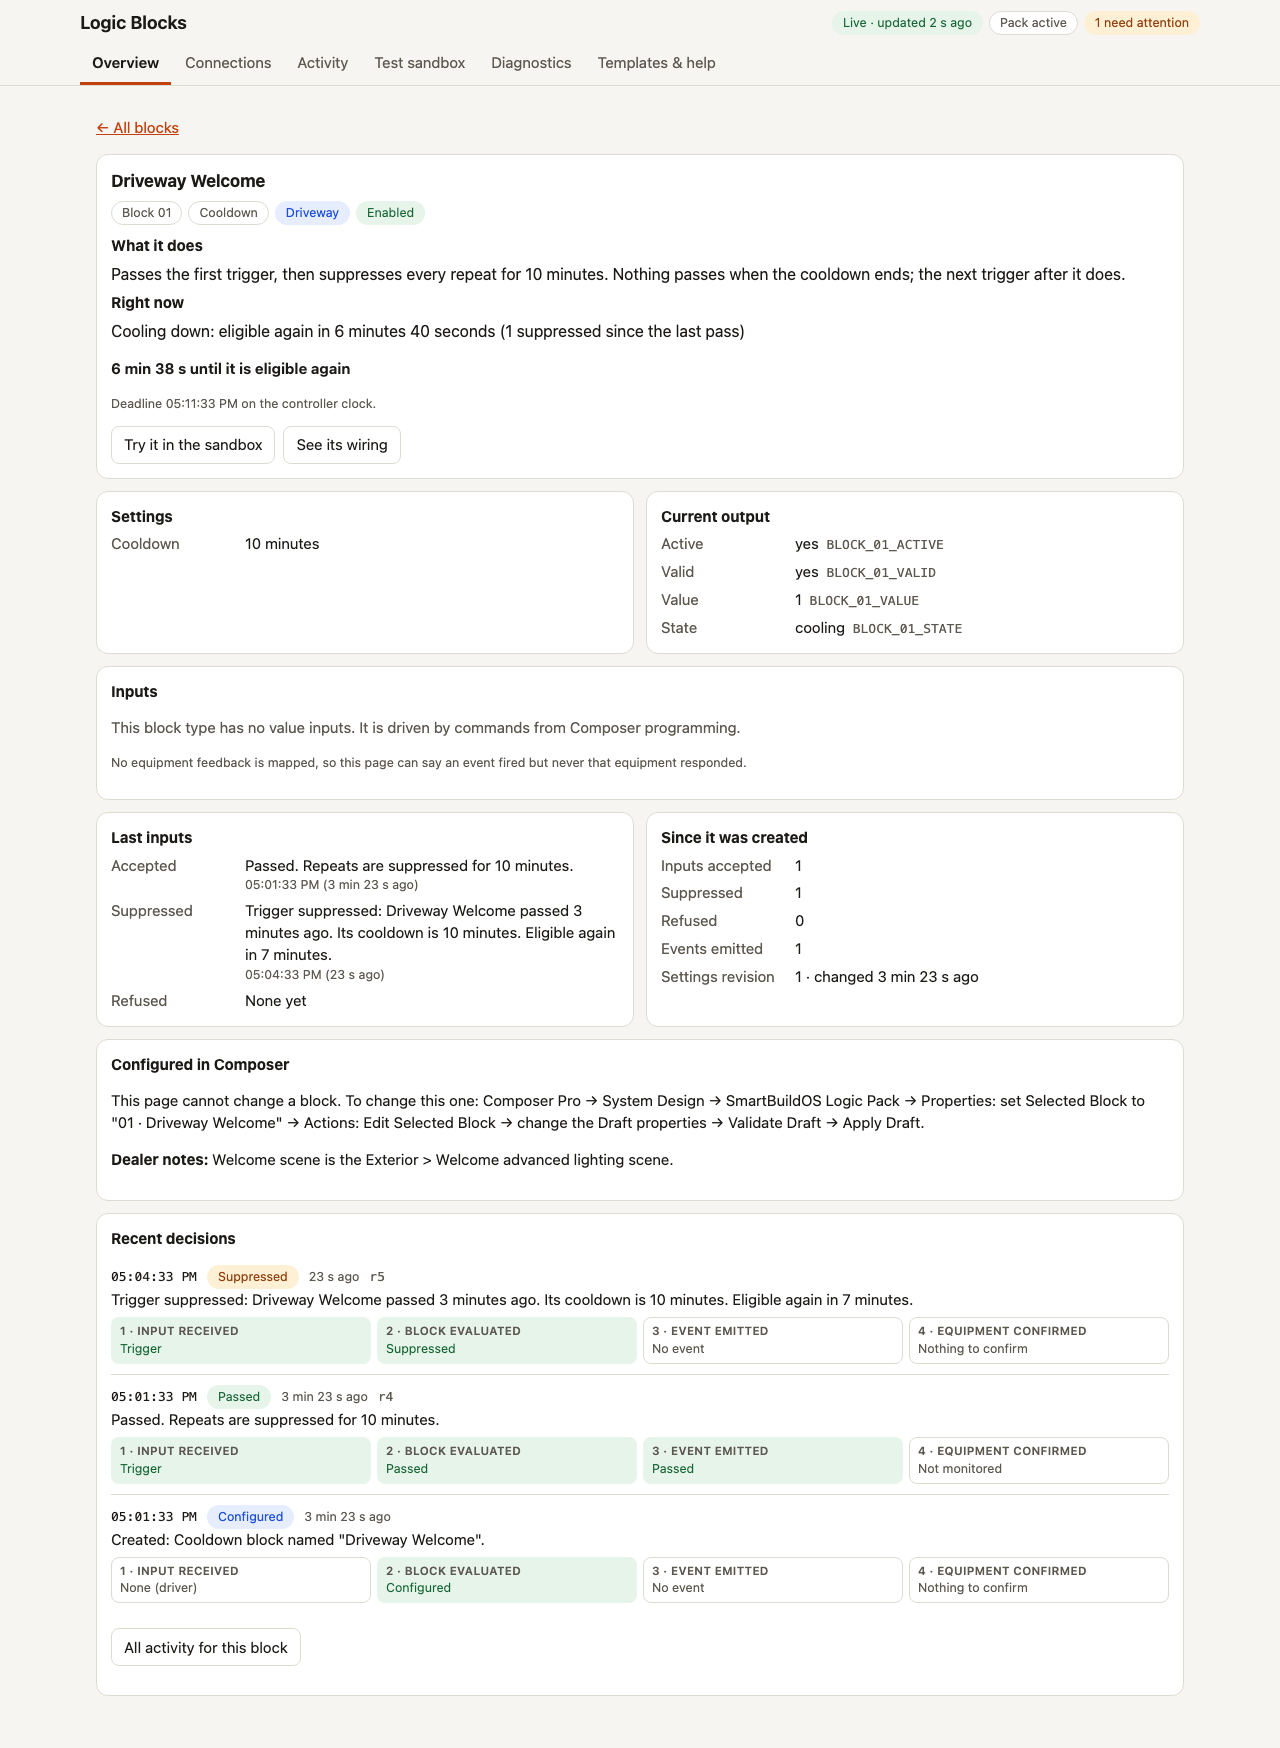 Logic Blocks
Live · updated 2 s ago
Pack active
1 need attention
Overview
Connections
Activity
Test sandbox
Diagnostics
Templates & help
← All blocks
Driveway Welcome
Block 01
Cooldown
Driveway
Enabled
What it does
Passes the first trigger, then suppresses every repeat for 10 minutes. Nothing passes when the cooldown ends; the next trigger after it does.
Right now
Cooling down: eligible again in 6 minutes 40 seconds (1 suppressed since the last pass)
6 min 38 s until it is eligible again
Deadline 05:11:33 PM on the controller clock.
Try it in the sandbox
See its wiring
Settings
Cooldown 10 minutes
Current output
Active yes BLOCK_01_ACTIVE
Valid yes BLOCK_01_VALID
Value 1 BLOCK_01_VALUE
State cooling BLOCK_01_STATE
Inputs
This block type has no value inputs. It is driven by commands from Composer programming.
No equipment feedback is mapped, so this page can say an event fired but never that equipment responded.
Last inputs
Accepted Passed. Repeats are suppressed for 10 minutes.
05:01:33 PM (3 min 23 s ago)
Suppressed Trigger suppressed: Driveway Welcome passed 3
minutes ago. Its cooldown is 10 minutes. Eligible again
in 7 minutes.
05:04:33 PM (23 s ago)
Refused None yet
Since it was created
Inputs accepted 1
Suppressed 1
Refused 0
Events emitted 1
Settings revision 1 · changed 3 min 23 s ago
Configured in Composer
This page cannot change a block. To change this one: Composer Pro → System Design → SmartBuildOS Logic Pack → Properties: set Selected Block to
"01 · Driveway Welcome" → Actions: Edit Selected Block → change the Draft properties → Validate Draft → Apply Draft.
Dealer notes: Welcome scene is the Exterior > Welcome advanced lighting scene.
Recent decisions
05:04:33 PM Suppressed 23 s ago r5
Trigger suppressed: Driveway Welcome passed 3 minutes ago. Its cooldown is 10 minutes. Eligible again in 7 minutes.
1 · INPUT RECEIVED
Trigger
2 · BLOCK EVALUATED
Suppressed
3 · EVENT EMITTED
No event
4 · EQUIPMENT CONFIRMED
Nothing to confirm
05:01:33 PM Passed 3 min 23 s ago r4
Passed. Repeats are suppressed for 10 minutes.
1 · INPUT RECEIVED
Trigger
2 · BLOCK EVALUATED
Passed
3 · EVENT EMITTED
Passed
4 · EQUIPMENT CONFIRMED
Not monitored
05:01:33 PM Configured 3 min 23 s ago
Created: Cooldown block named "Driveway Welcome".
1 · INPUT RECEIVED
None (driver)
2 · BLOCK EVALUATED
Configured
3 · EVENT EMITTED
No event
4 · EQUIPMENT CONFIRMED
Nothing to confirm
All activity for this block